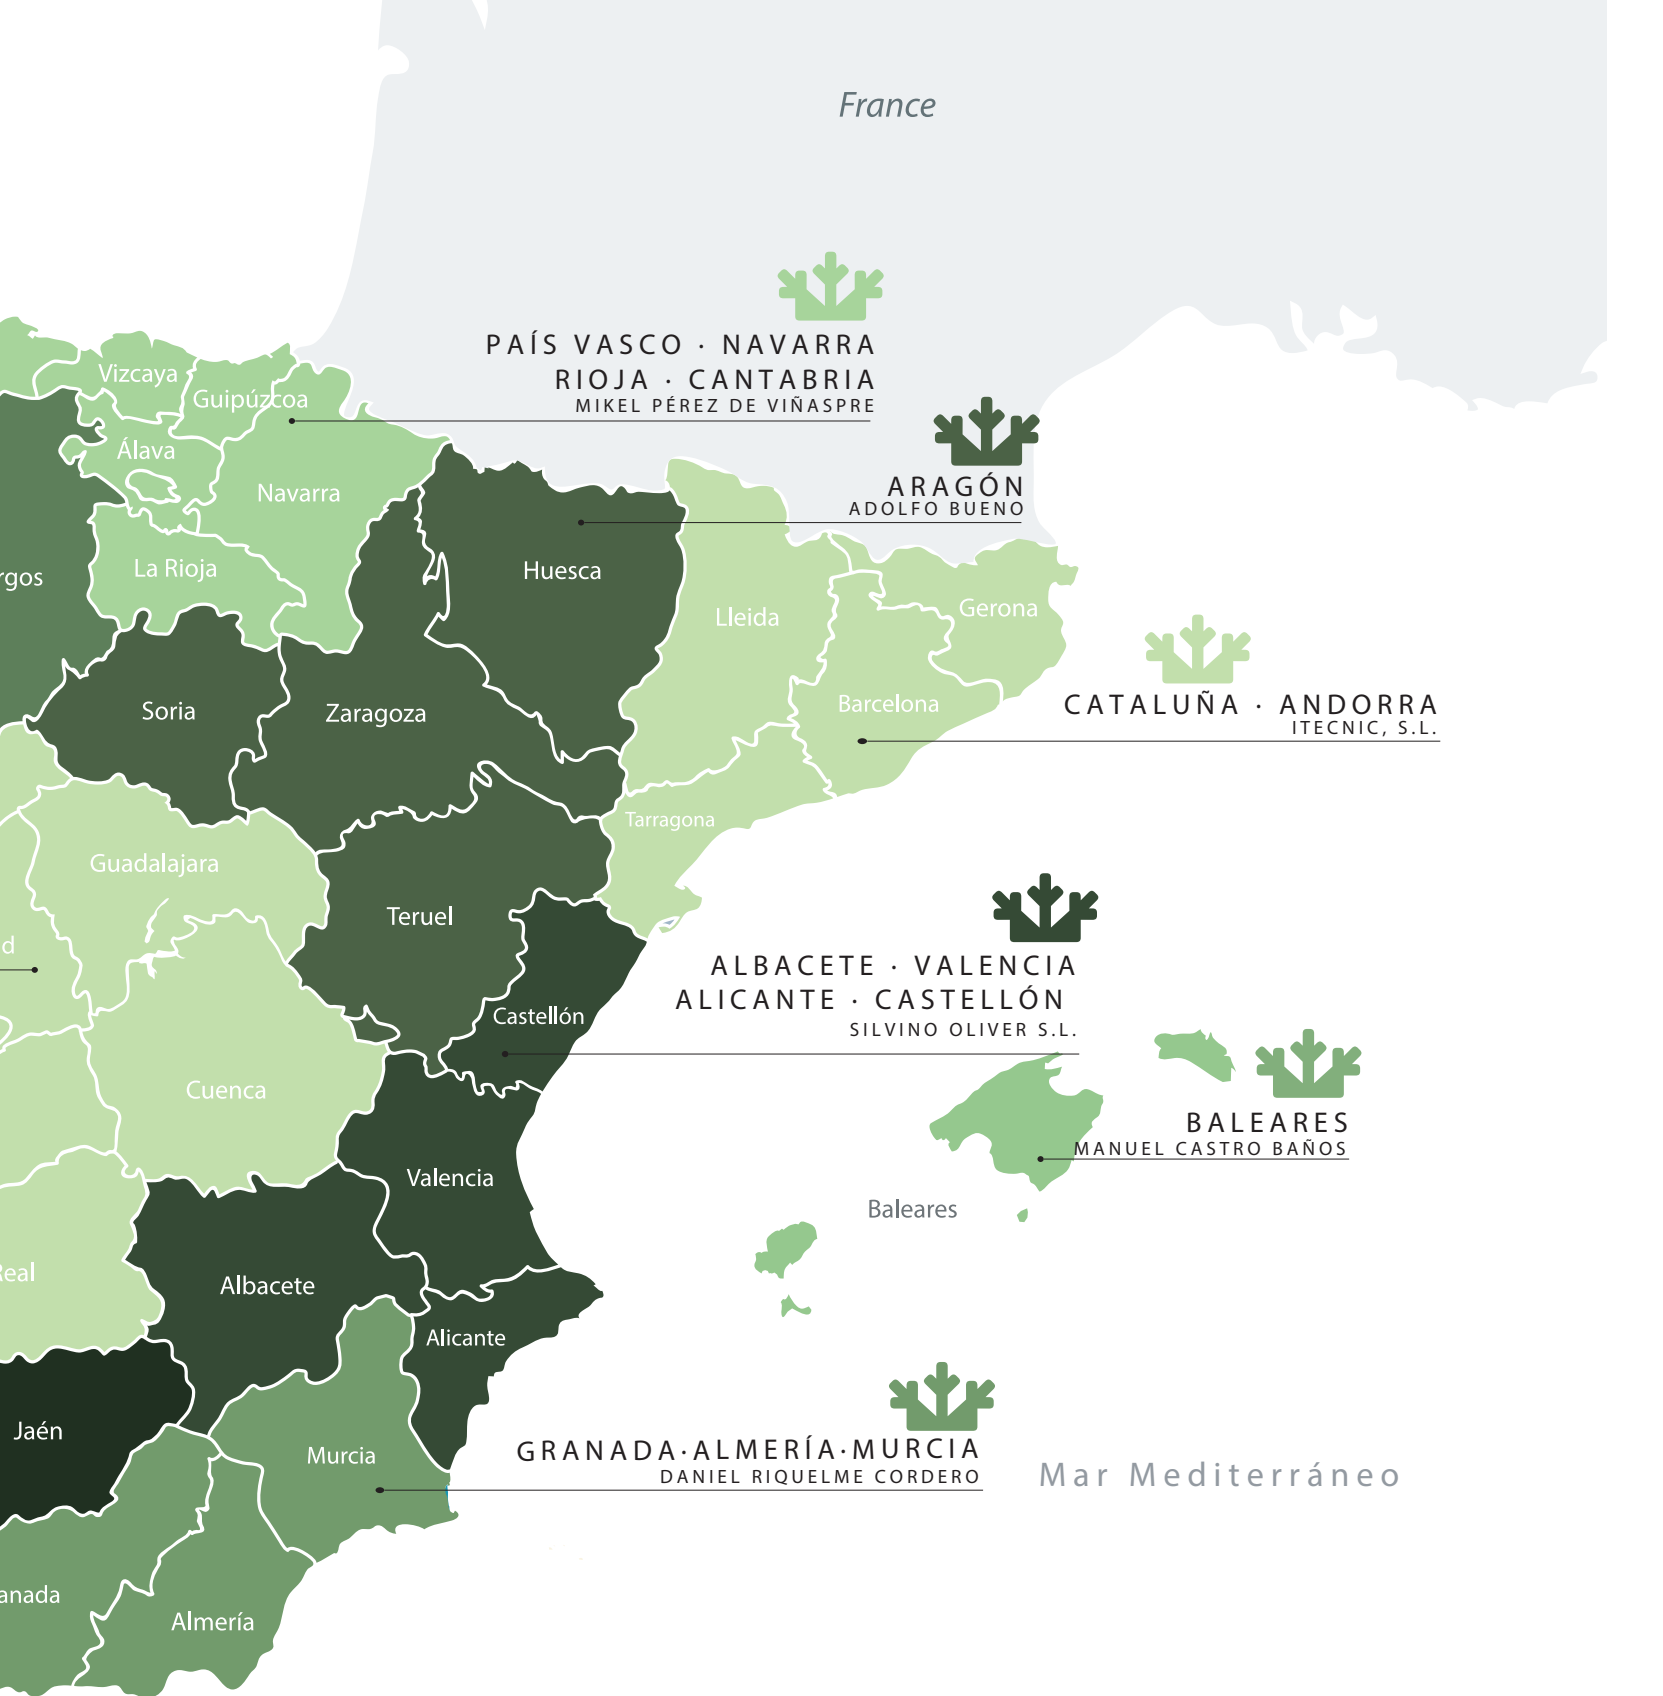 France
PAÍS VASCO · NAVARRA
RIOJA · CANTABRIA
MIKEL PÉREZ DE VIÑASPRE
Vizcaya
Guipúzcoa
Álava
Navarra
ARAGÓN
ADOLFO BUENO
La Rioja
rgos
Huesca
Lleida
Gerona
Soria
Zaragoza
Barcelona
CATALUÑA · ANDORRA
ITECNIC, S.L.
Tarragona
Guadalajara
Teruel
d
ALBACETE · VALENCIA
ALICANTE · CASTELLÓN
SILVINO OLIVER S.L.
Castellón
Cuenca
BALEARES
MANUEL CASTRO BAÑOS
Valencia
Baleares
Real
Albacete
Alicante
Jaén
Murcia
GRANADA·ALMERÍA·MURCIA
DANIEL RIQUELME CORDERO
Mar Mediterráneo
anada
Almería